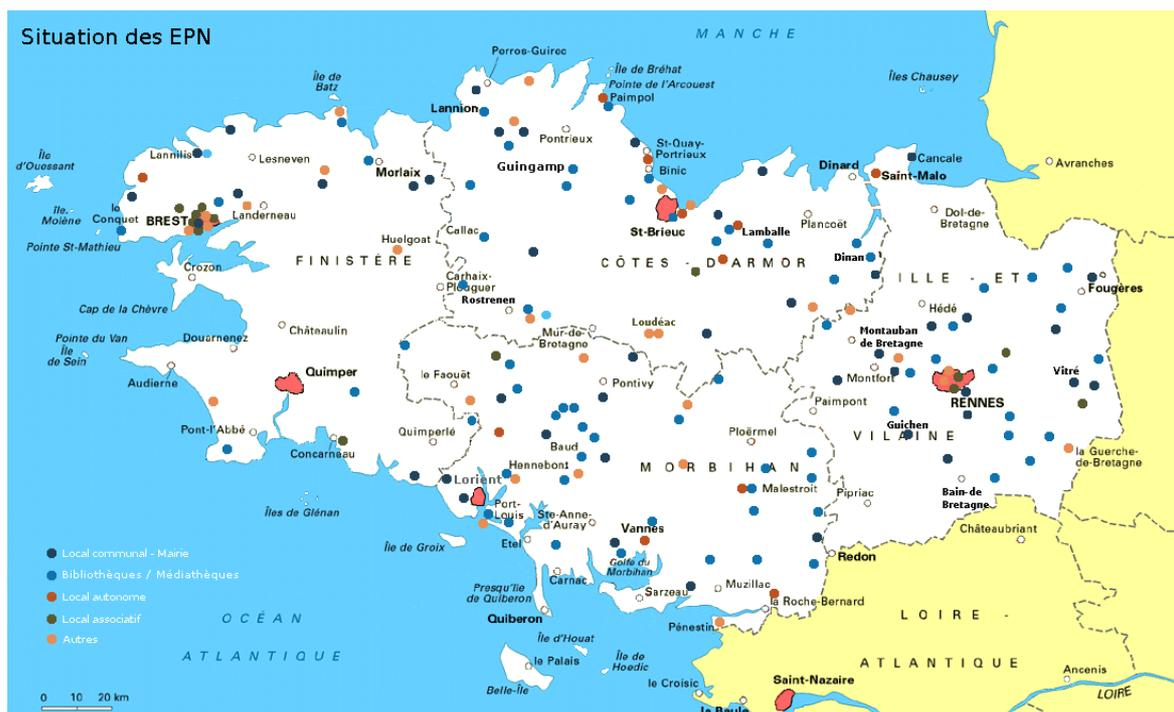 Situation des EPN
MANCHE
Perros-Guirec
Île de Bréhat
Pointe de l'Arcouest
Paimpol
Îles Chausey
Île de
Batz
Lannion
Pontrieux
St-Quay-
Portrieux
Binic
Dinard
Cancale
Saint-Malo
Avranches
Île
d'Ouessant
Lannilis
Lesneven
Morlaix
Guingamp
Île.
Molène
le
Conquet
BREST
Landerneau
Pointe St-Mathieu
Callac
St-Brieuc
Lamballe
Plancoët
Dol-de-
Bretagne
Huelgoat
Dinan
Crozon
FINISTÈRE
CÔTES - D'ARMOR
ILLE - ET
Carhaix-
Plouguer
Rostrenen
Fougères
Cap de la Chèvre
Châteaulin
Mur-de-
Bretagne
Loudéac
Hédé
Pointe du Van
Île
de Sein
Douarnenez
Montauban
de Bretagne
Audierne
Quimper
le Faouët
Pontivy
Montfort
Vitré
RENNES
Paimpont
Pont-l'Abbé
Concarneau
Quimperlé
Baud
Ploërmel
Guichen
VILAINE
la Guerche-
de-Bretagne
Hennebont
MORBIHAN
Lorient
Malestroit
Pipriac
Bain-de
Bretagne
Îles de Glénan
Port-
Louis
Ste-Anne-
d'Auray
Vannes
Châteaubriant
Île de Groix
Etel
Golfe du
Morbihan
Redon
Local communal - Mairie
Bibliothèques / Médiathèques
Local autonome
Local associatif
Autres
Carnac
Presqu'île
de Quiberon
Quiberon
Sarzeau
Muzillac
la Roche-Bernard
Pénestin
OCÉAN
ATLANTIQUE
Île d'Houat
Île de
Hoedic
le Palais
Belle-Île
LOIRE -
ATLANTIQUE
le Croisic
Saint-Nazaire
la Baule
Ancenis
LOIRE
0 10 20 km